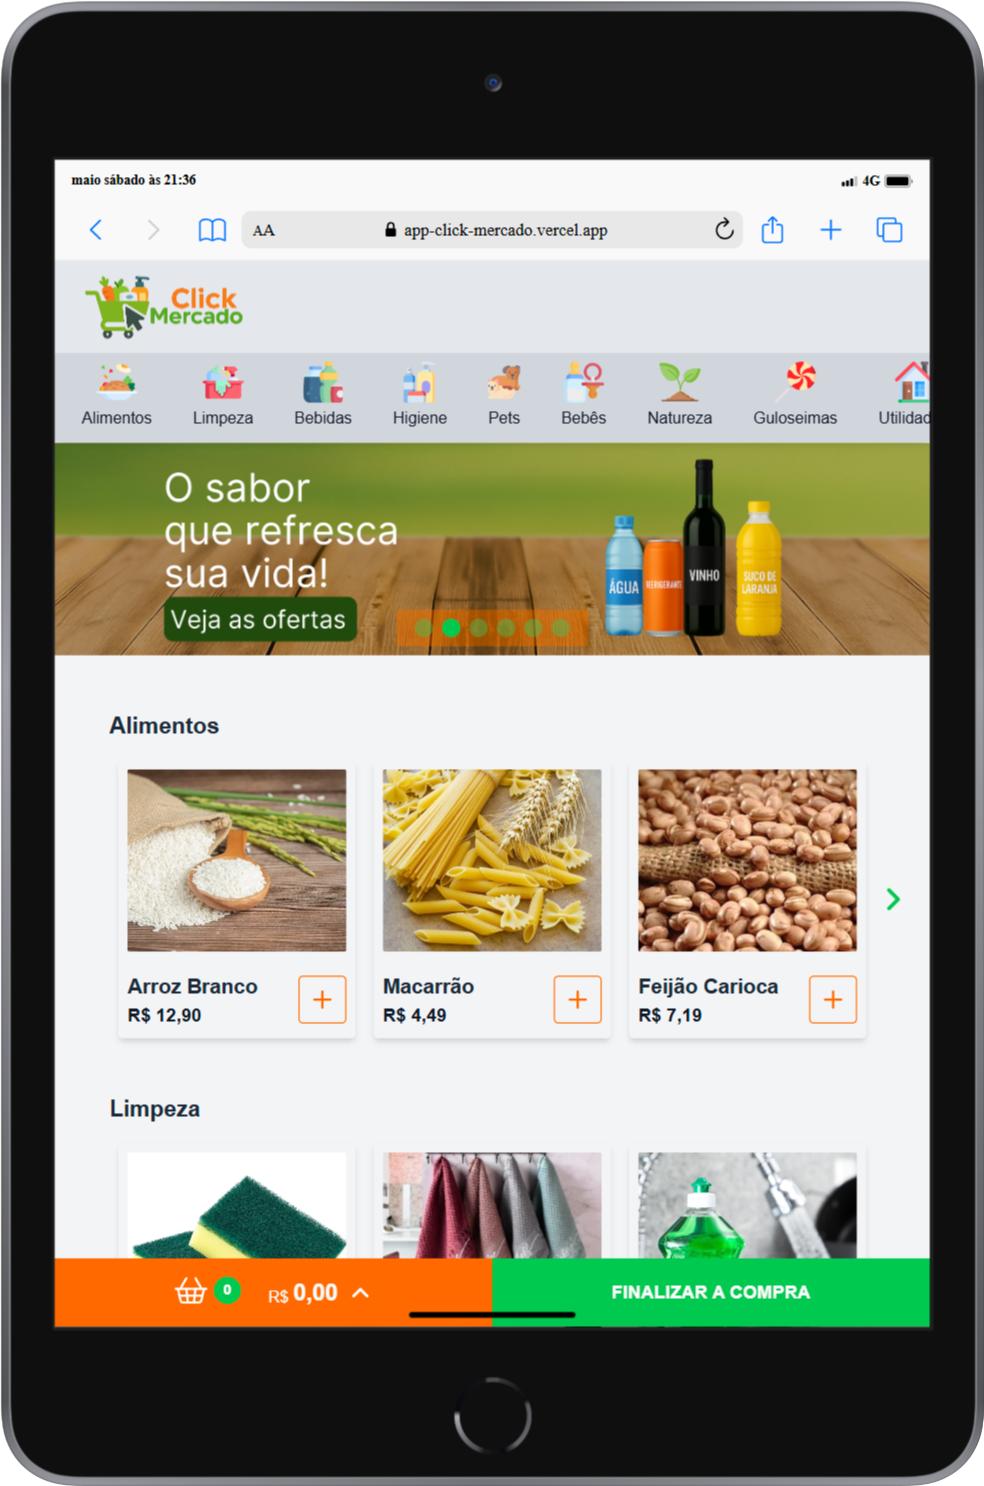 maio sábado às 21:36
4G
AA
app-click-mercado.vercel.app
Click
Mercado
Alimentos
Limpeza
Bebidas
Higiene
Pets
Bebês
Natureza
Guloseimas
Utilidad
O sabor
que refresca
sua vida!
Veja as ofertas
ÁGUA
REFRIGERANTE
VINHO
SUCO DE
LARANJA
Alimentos
Arroz Branco
R$ 12,90
Macarrão
R$ 4,49
Feijão Carioca
R$ 7,19
Limpeza
0
R$ 0,00
FINALIZAR A COMPRA